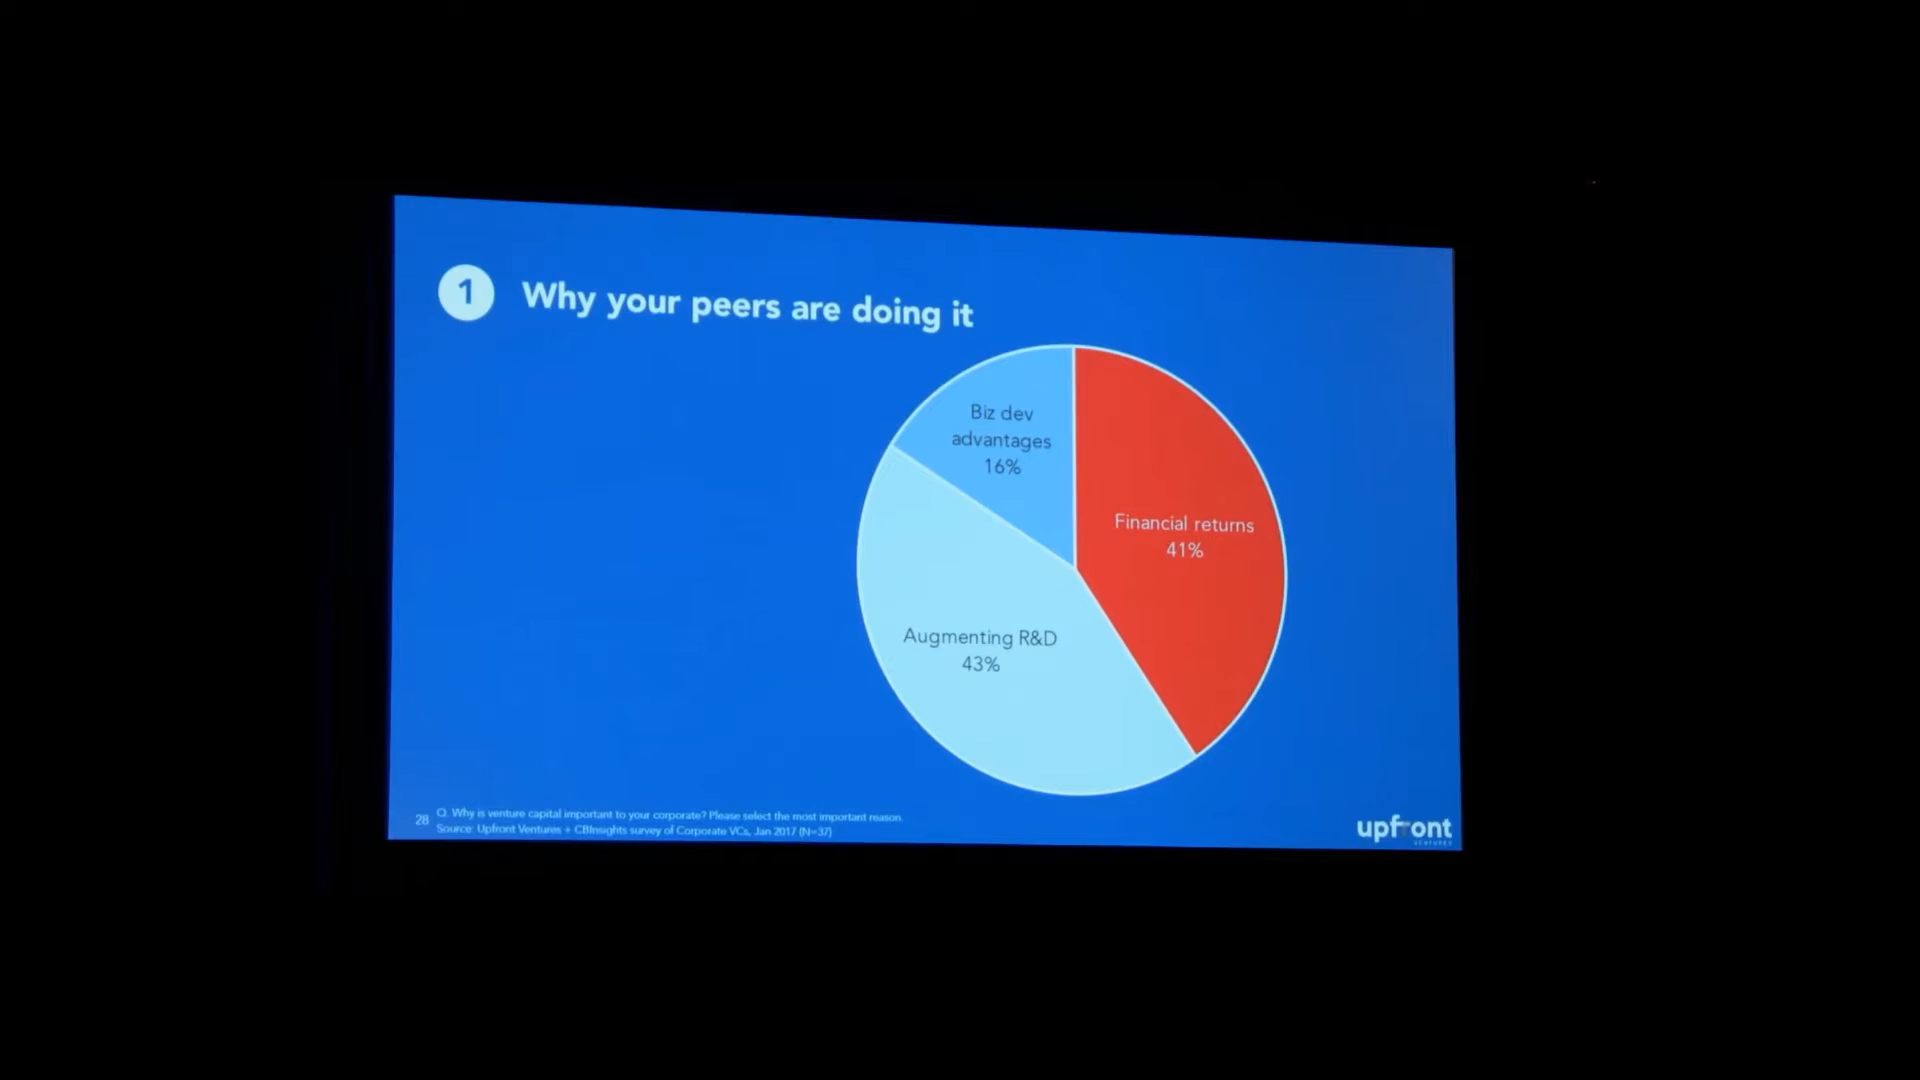 1 Why your peers are doing it
Biz dev
advantages
16%
Financial returns
41%
Augmenting R&D
43%
28
Q. Why is venture capital important to your corporate? Please select the most important reason.
Source: Upfront Ventures + CBInsights survey of Corporate VCs, Jan 2017 (N=37)
upfront
VENTURES